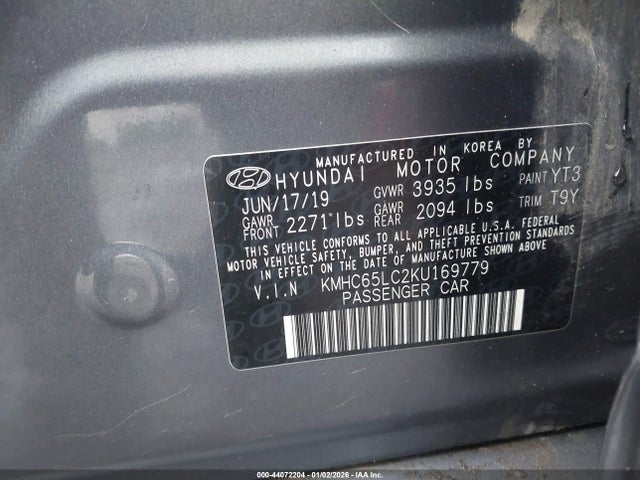 MANUFACTURED IN KOREA BY
HYUNDAI MOTOR COMPANY
JUN/17/19 GVWR 3935 lbs PAINT YT3
GAWR FRONT 2271 lbs GAWR REAR 2094 lbs TRIM T9Y
THIS VEHICLE CONFORMS TO ALL APPLICABLE U.S.A. FEDERAL
MOTOR VEHICLE SAFETY, BUMPER, AND THEFT PREVENTION STANDARDS
IN EFFECT ON THE DATE OF MANUFACTURE SHOWN ABOVE
V.I.N KMHC65LC2KU169779
PASSENGER CAR
000-44072204 | 01/02/2026 | IAA Inc.